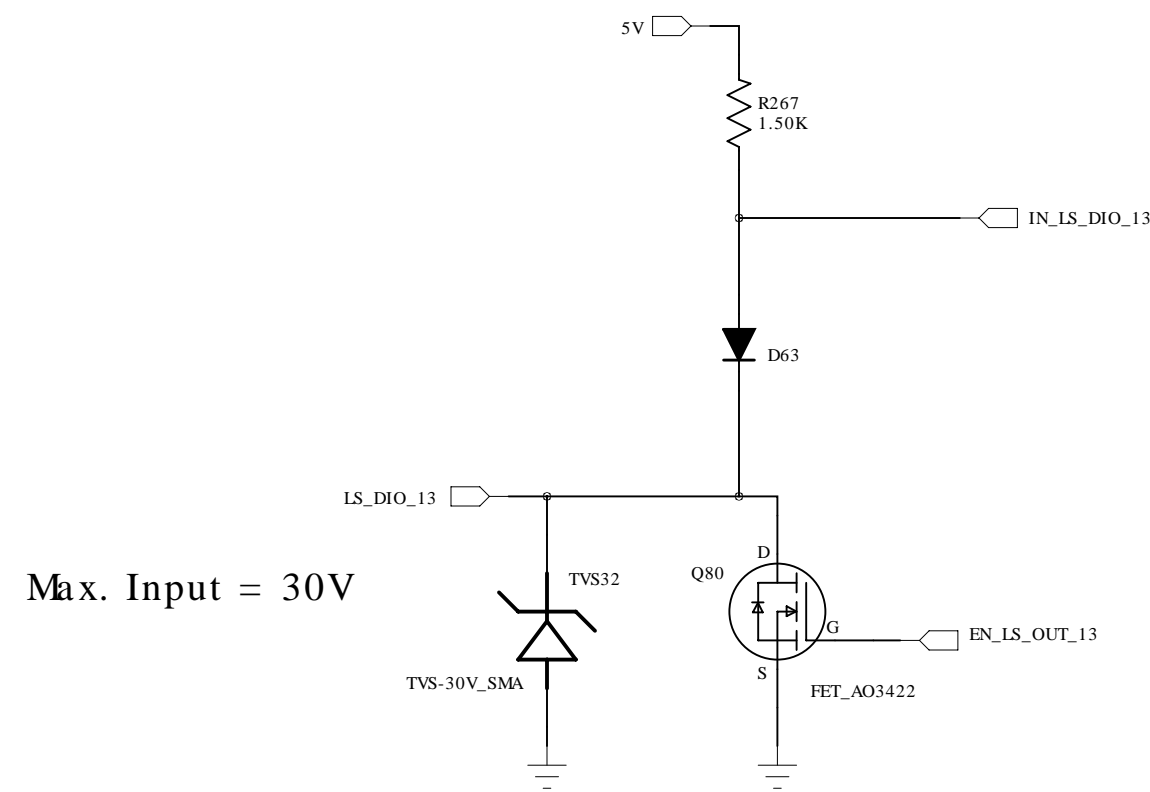 5V
R267
1.50K
IN_LS_DIO_13
D63
LS_DIO_13
D
Q80
TVS32
Max. Input = 30V
G
EN_LS_OUT_13
S
TVS-30V_SMA
FET_AO3422